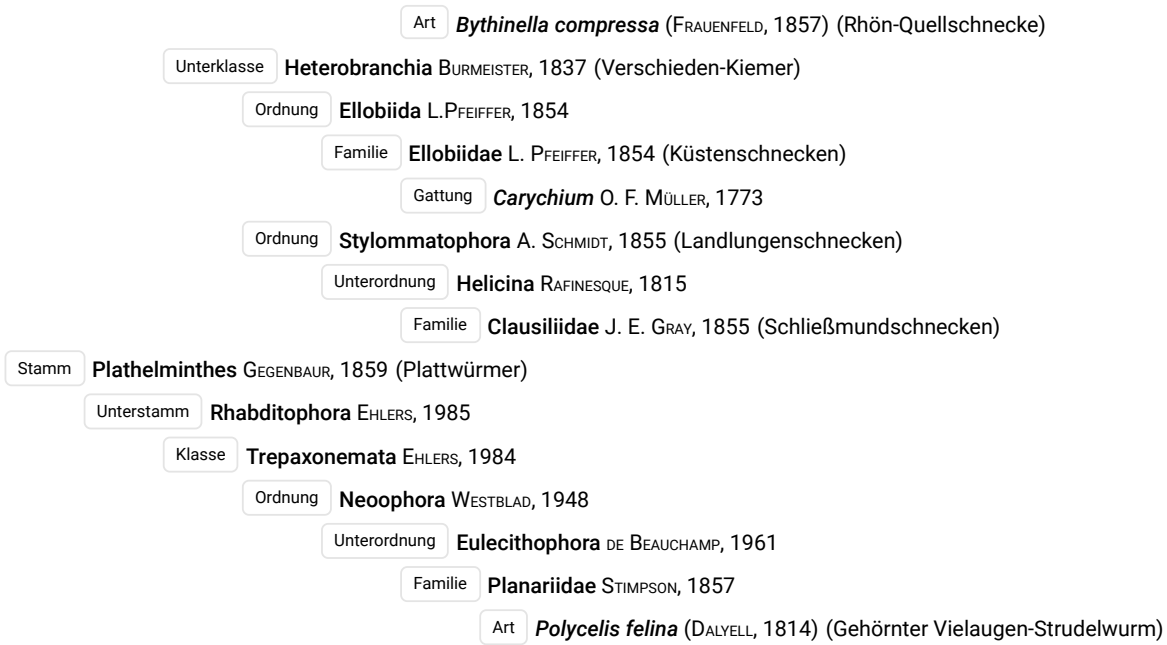 Art Bythinella compressa (Frauenfeld, 1857) (Rhön-Quellschnecke)
Unterklasse Heterobranchia Burmeister, 1837 (Verschieden-Kiemer)
Ordnung Ellobiida L.Pfeiffer, 1854
Familie Ellobiidae L. Pfeiffer, 1854 (Küstenschnecken)
Gattung Carychium O. F. Müller, 1773
Ordnung Stylommatophora A. Schmidt, 1855 (Landlungenschnecken)
Unterordnung Helicina Rafinesque, 1815
Familie Clausiliidae J. E. Gray, 1855 (Schließmundschnecken)
Stamm Plathelminthes Gegenbaur, 1859 (Plattwürmer)
Unterstamm Rhabditophora Ehlers, 1985
Klasse Trepaxonemata Ehlers, 1984
Ordnung Neoophora Westblad, 1948
Unterordnung Eulecithophora de Beauchamp, 1961
Familie Planariidae Stimpson, 1857
Art Polycelis felina (Dalyell, 1814) (Gehörnter Vielaugen-Strudelwurm)